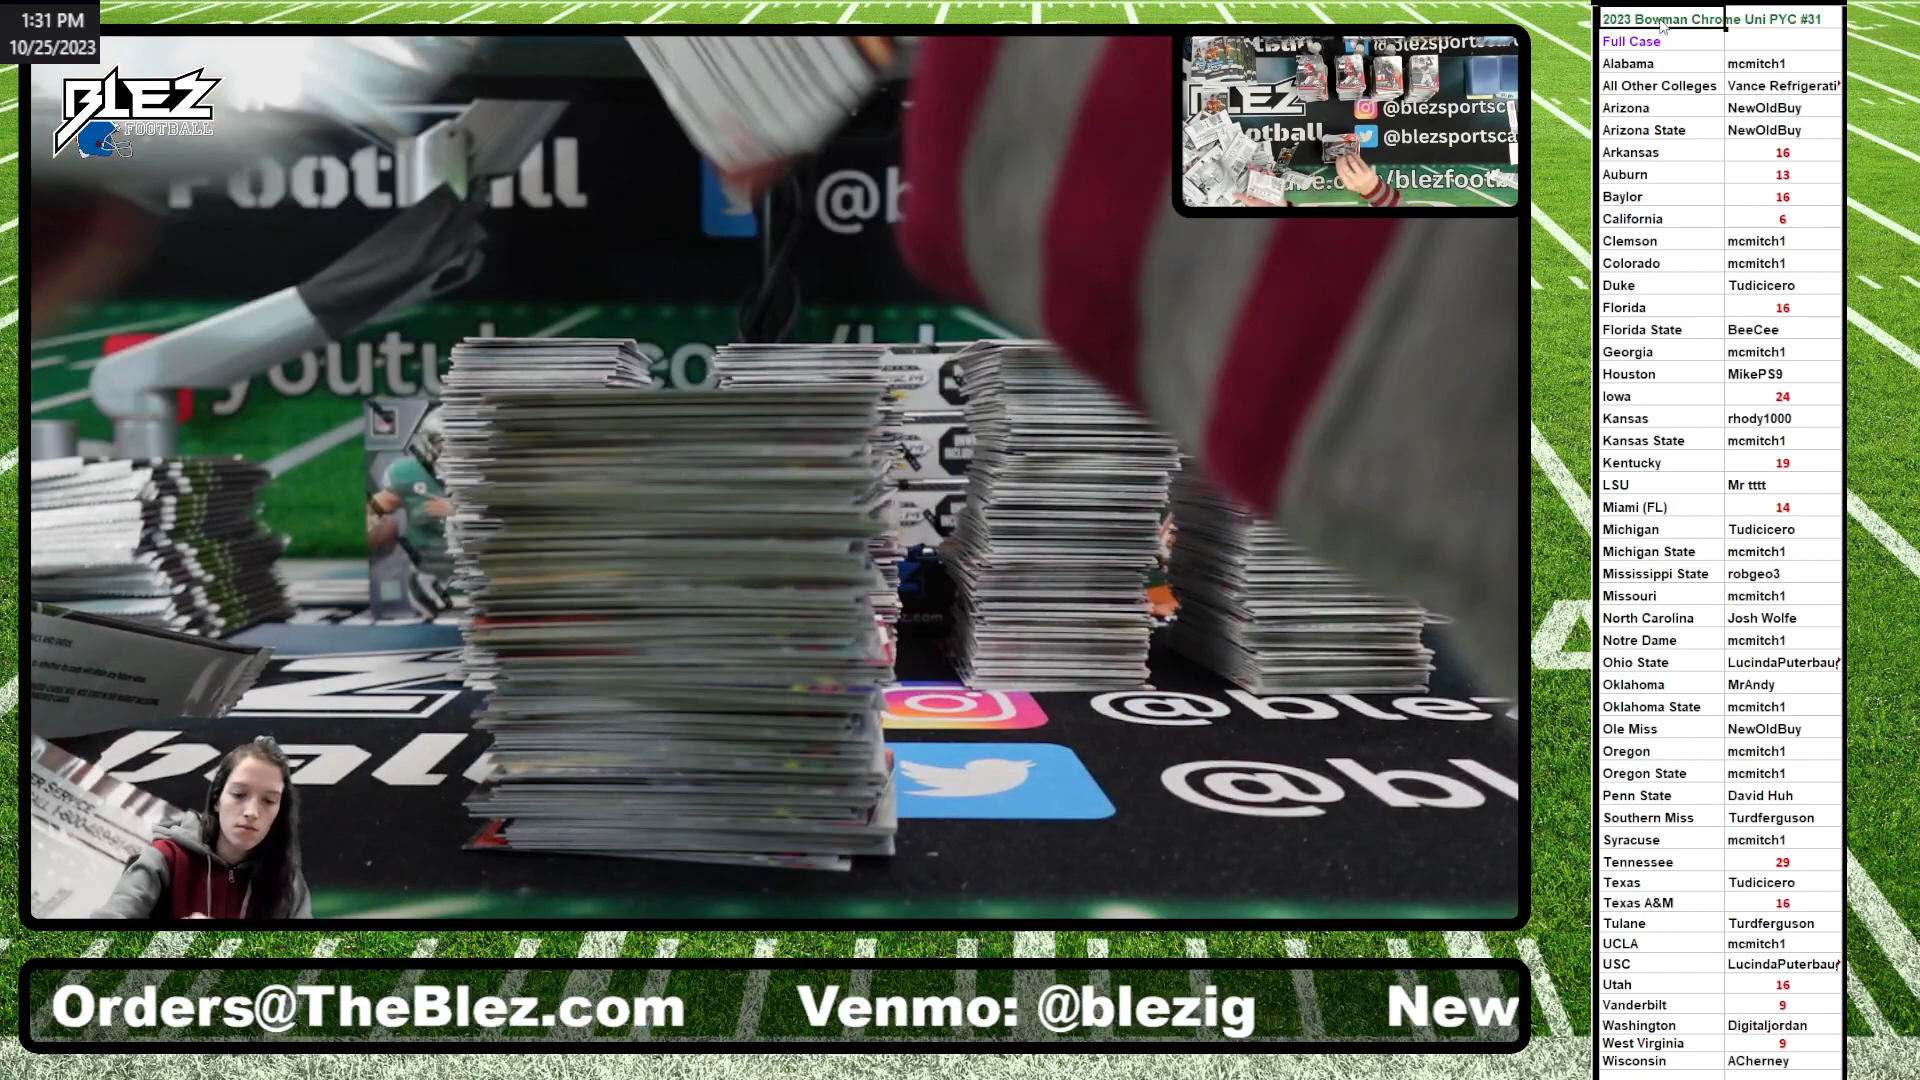 1:31 PM
10/25/2023
BLEZ
FOOTBALL
Football
@b
youtu
@ble
@bl
@blezsportsca
@blezsportsca
2023 Bowman Chrome Uni PYC #31
Full Case
Alabama mcmitch1
All Other Colleges Vance Refrigerati
Arizona NewOldBuy
Arizona State NewOldBuy
Arkansas 16
Auburn 13
Baylor 16
California 6
Clemson mcmitch1
Colorado mcmitch1
Duke Tudicicero
Florida 16
Florida State BeeCee
Georgia mcmitch1
Houston MikePS9
Iowa 24
Kansas rhody1000
Kansas State mcmitch1
Kentucky 19
LSU Mr tttt
Miami (FL) 14
Michigan Tudicicero
Michigan State mcmitch1
Mississippi State robgeo3
Missouri mcmitch1
North Carolina Josh Wolfe
Notre Dame mcmitch1
Ohio State LucindaPuterbau
Oklahoma MrAndy
Oklahoma State mcmitch1
Ole Miss NewOldBuy
Oregon mcmitch1
Oregon State mcmitch1
Penn State David Huh
Southern Miss Turdferguson
Syracuse mcmitch1
Tennessee 29
Texas Tudicicero
Texas A&M 16
Tulane Turdferguson
UCLA mcmitch1
USC LucindaPuterbau
Utah 16
Vanderbilt 9
Washington Digitaljordan
West Virginia 9
Wisconsin ACherney
Orders@TheBlez.com Venmo: @blezig New